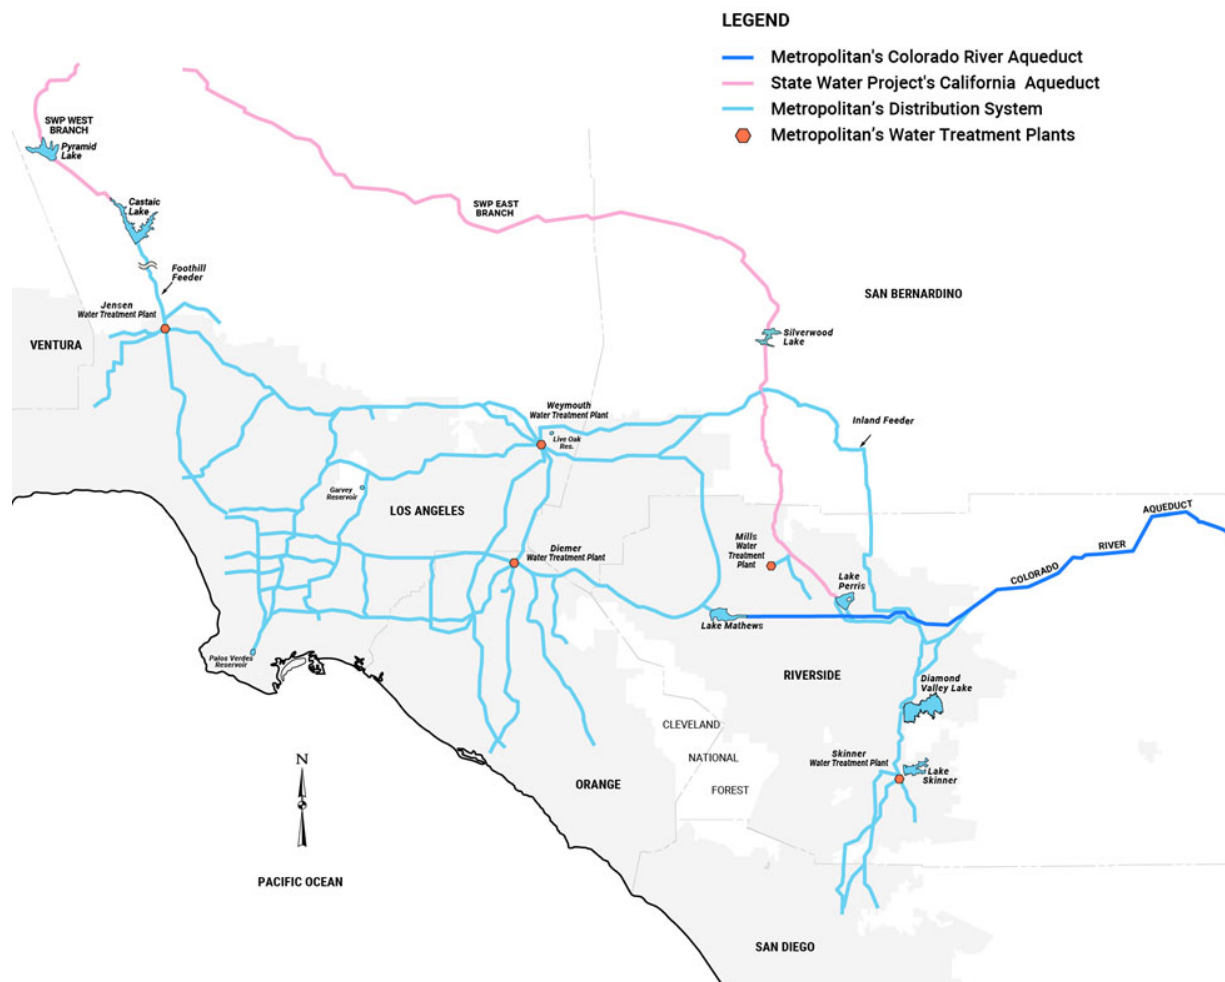 LEGEND
Metropolitan's Colorado River Aqueduct
State Water Project's California Aqueduct
Metropolitan's Distribution System
Metropolitan's Water Treatment Plants
SWP WEST
BRANCH
Pyramid
Lake
Castaic
Lake
SWP EAST
BRANCH
Foothill
Feeder
Jensen
Water Treatment Plant
VENTURA
SAN BERNARDINO
Silverwood
Lake
Weymouth
Water Treatment Plant
Live Oak
Res.
Inland Feeder
Garvey
Reservoir
LOS ANGELES
Diemer
Water Treatment Plant
Mills
Water
Treatment
Plant
Lake
Perris
COLORADO
RIVER
AQUEDUCT
Lake Mathews
Palos Verdes
Reservoir
RIVERSIDE
Diamond
Valley Lake
CLEVELAND
NATIONAL
FOREST
Skinner
Water Treatment Plant
Lake
Skinner
ORANGE
N
PACIFIC OCEAN
SAN DIEGO